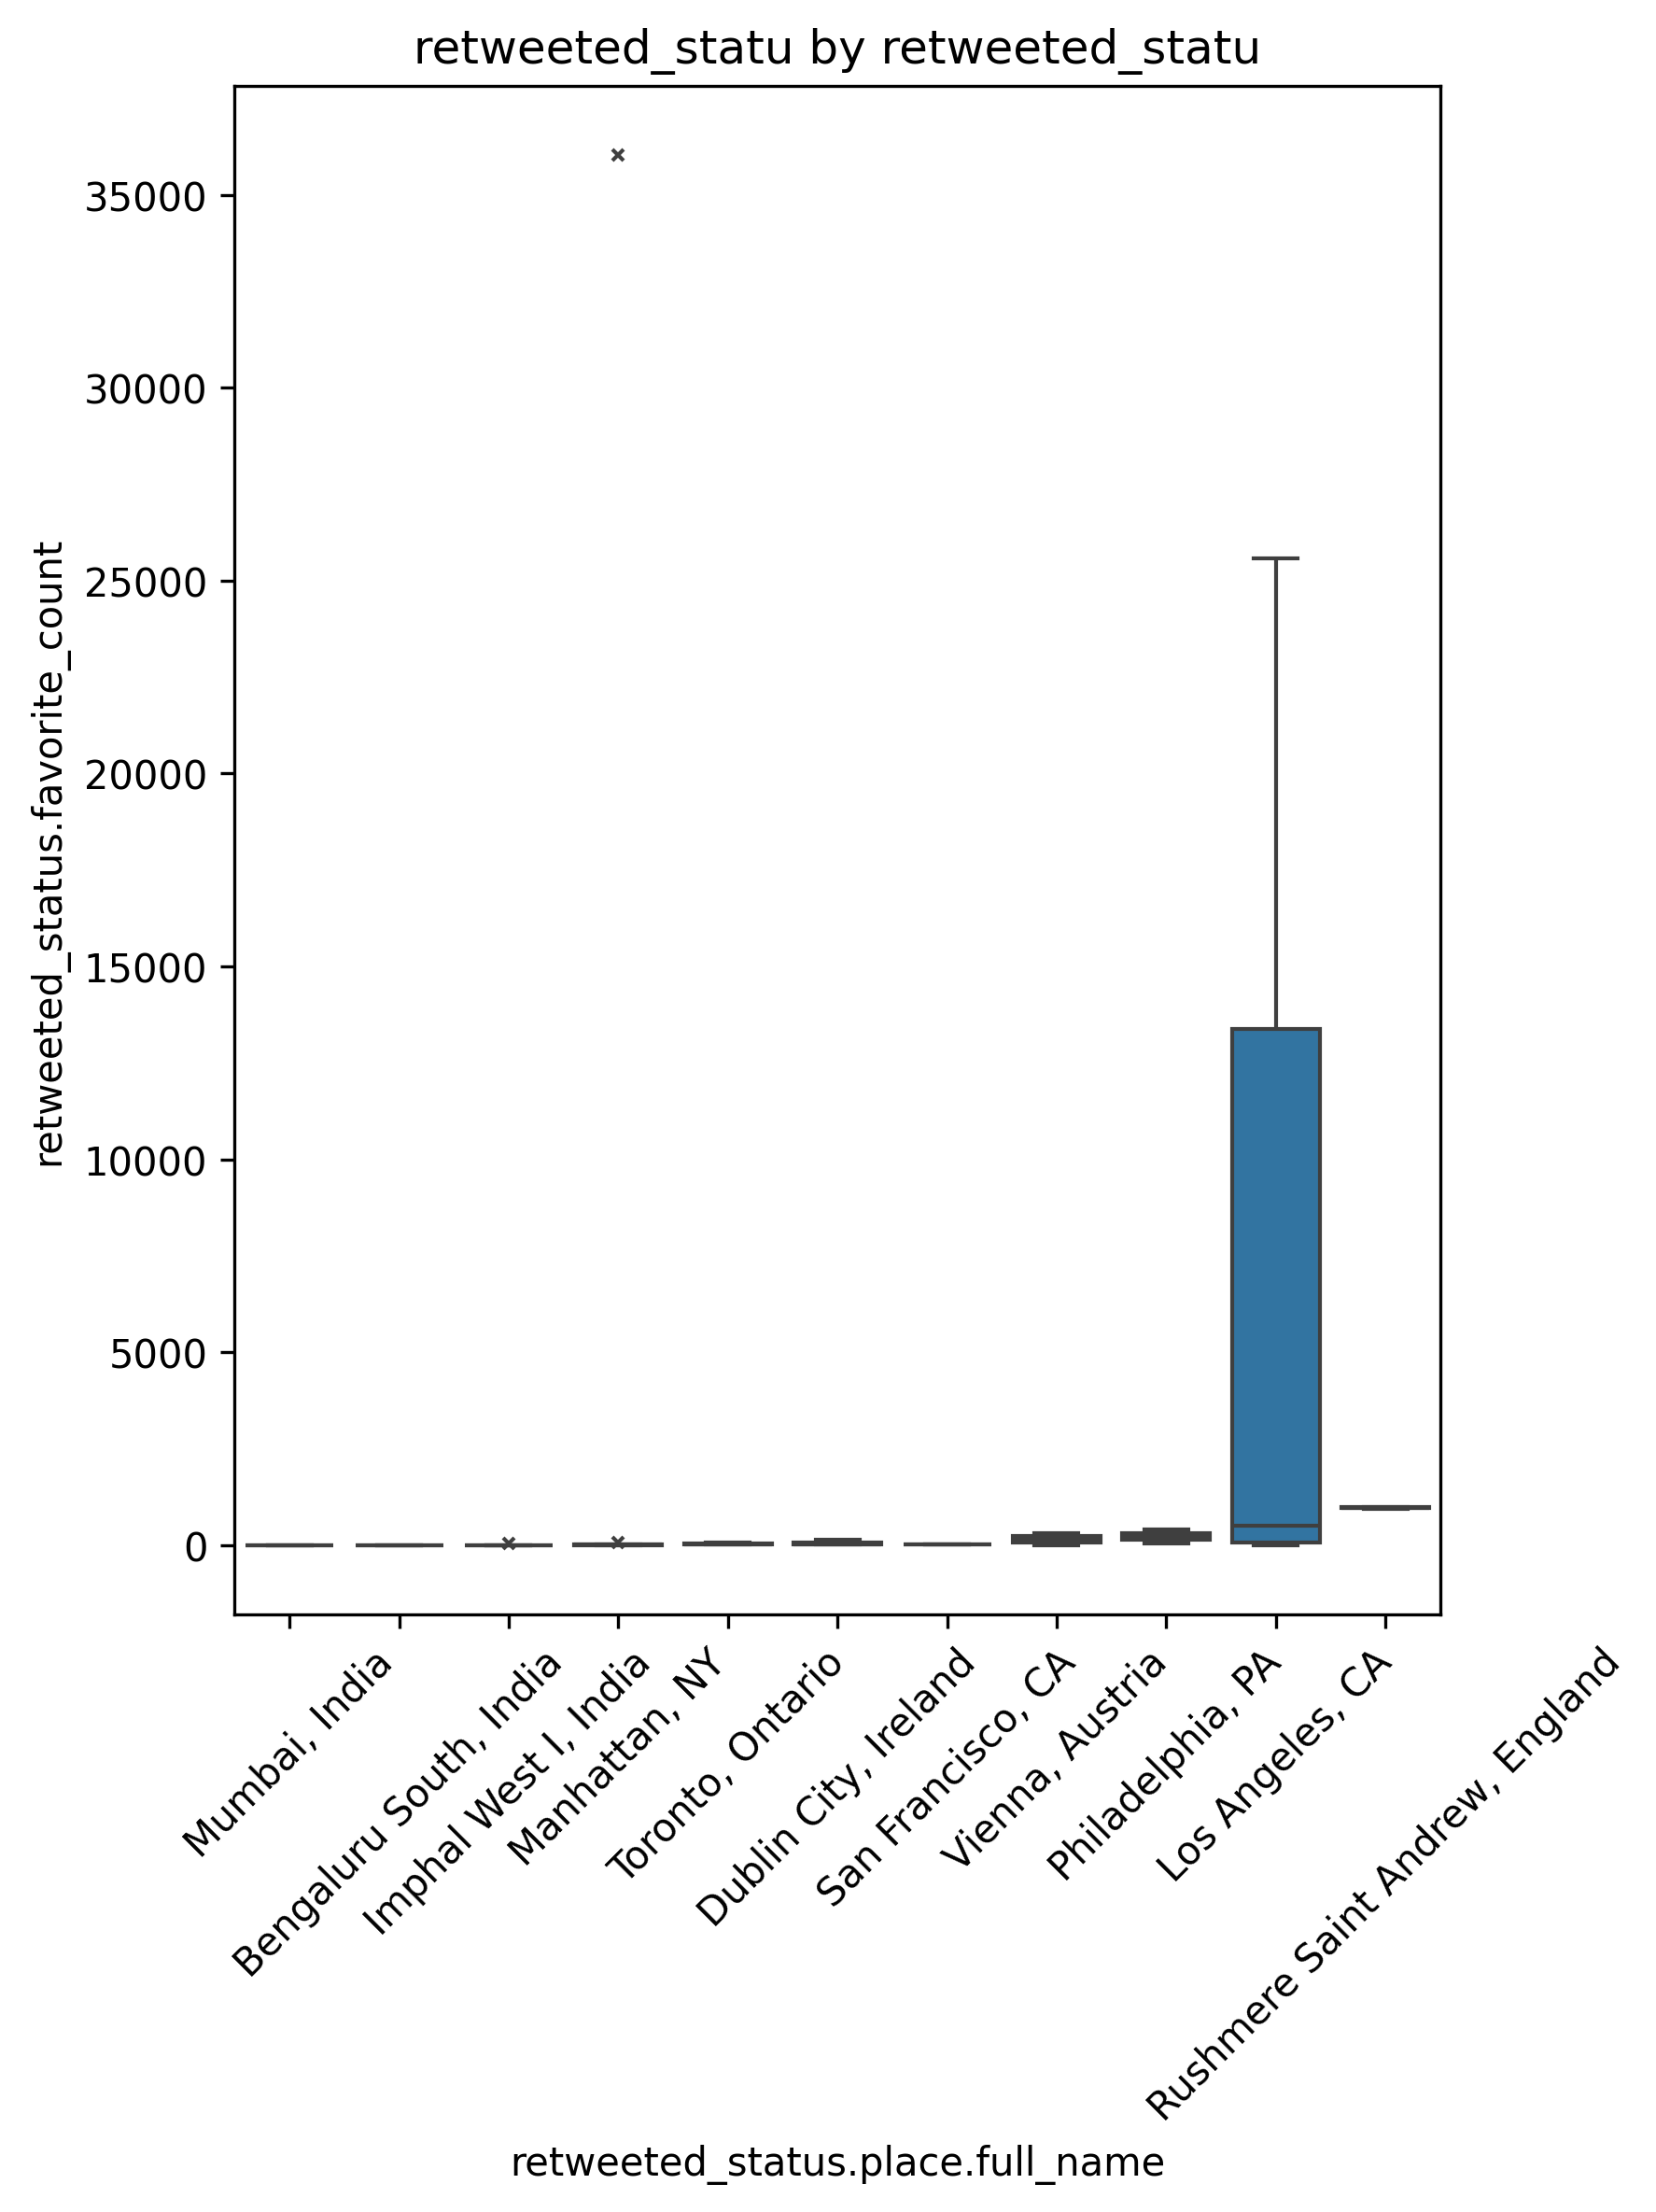 retweeted_statu by retweeted_statu
retweeted_status.favorite_count
35000
30000
25000
20000
15000
10000
5000
0
Mumbai, India
Bengaluru South, India
Imphal West I, India
Manhattan, NY
Toronto, Ontario
Dublin City, Ireland
San Francisco, CA
Vienna, Austria
Philadelphia, PA
Los Angeles, CA
Rushmere Saint Andrew, England
retweeted_status.place.full_name